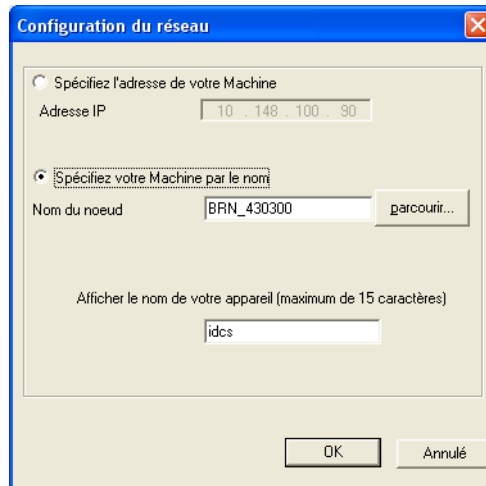 Configuration du réseau
Spécifiez l'adresse de votre Machine
Adresse IP 10 . 148 . 100 . 90
Spécifiez votre Machine par le nom
Nom du noeud BRN_430300 parcourir...
Afficher le nom de votre appareil (maximum de 15 caractères)
idcs
OK Annulé